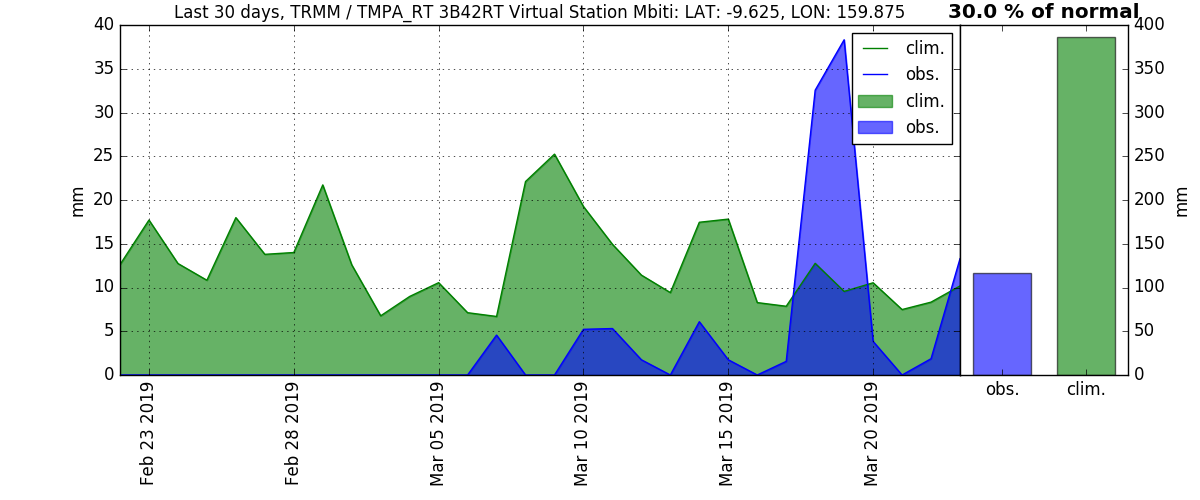 Last 30 days, TRMM / TMPA_RT 3B42RT Virtual Station Mbiti: LAT: -9.625, LON: 159.875
30.0 % of normal
40
35
30
25
20
15
10
5
0
mm
clim.
obs.
clim.
obs.
400
350
300
250
200
150
100
50
0
mm
obs.
clim.
Feb 23 2019
Feb 28 2019
Mar 05 2019
Mar 10 2019
Mar 15 2019
Mar 20 2019